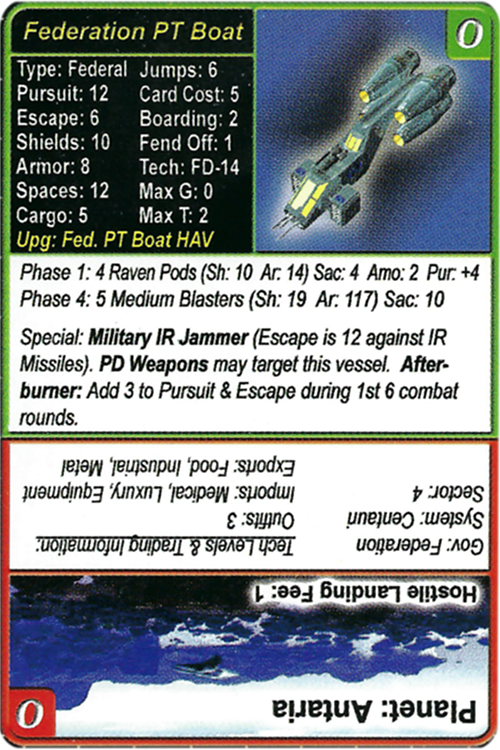 Federation PT Boat
0
Type: Federal Jumps: 6
Pursuit: 12 Card Cost: 5
Escape: 6 Boarding: 2
Shields: 10 Fend Off: 1
Armor: 8 Tech: FD-14
Spaces: 12 Max G: 0
Cargo: 5 Max T: 2
Upg: Fed. PT Boat HAV
Phase 1: 4 Raven Pods (Sh: 10 Ar: 14) Sac: 4 Amo: 2 Pur: +4
Phase 4: 5 Medium Blasters (Sh: 19 Ar: 117) Sac: 10
Special: Military IR Jammer (Escape is 12 against IR
Missiles). PD Weapons may target this vessel. After-
burner: Add 3 to Pursuit & Escape during 1st 6 combat
rounds.
Planet: Antaria
0
Hostile Landing Fee: 1
Gov: Federation
System: Centauri
Sector: 4
Tech Levels & Trading Information:
Outfits: 3
Imports: Medical, Luxury, Equipment
Exports: Food, Industrial, Metal